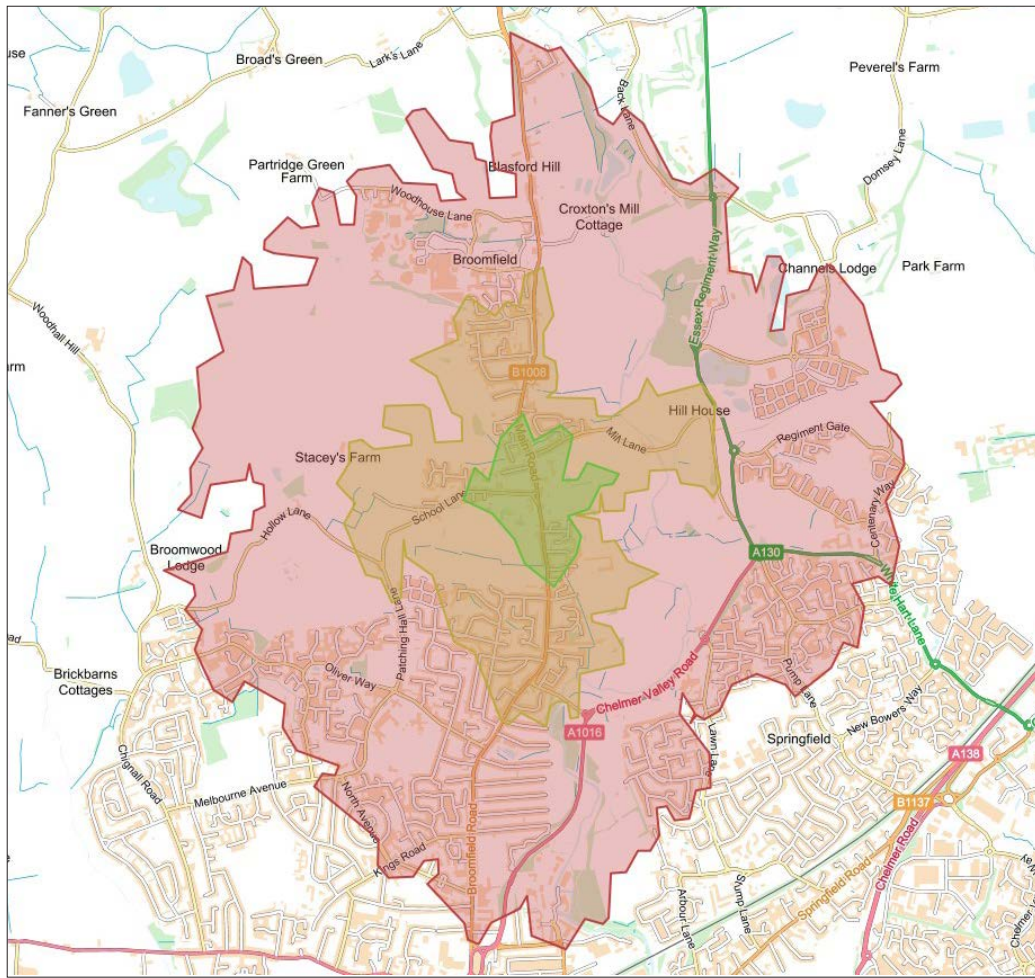 use
Broad's Green
Lark's Lane
Peverel's Farm
Back Lane
Fanner's Green
Blasford Hill
Partridge Green
Farm
Domsey Lane
Woodhouse Lane
Croxton's Mill
Cottage
Broomfield
Channels Lodge
Park Farm
Essex Regiment Way
Woodhall Hill
arm
B1008
Hill House
Main Road
Mill Lane
Regiment Gate
Stacey's Farm
School Lane
Hollow Lane
Centenary Way
Broomwood
Lodge
A130
White Hart Lane
Patching Hall Lane
oad
Brickbarns
Cottages
Oliver Way
Pump Lane
Chelmer Valley Road
New Bowers Way
A1016
Lawn Lane
Springfield
A138
Chignall Road
Melbourne Avenue
North Avenue
B1137
Kings Road
Broomfield Road
Chelmer Road
Springfield Road
Stump Lane
Arbour Lane